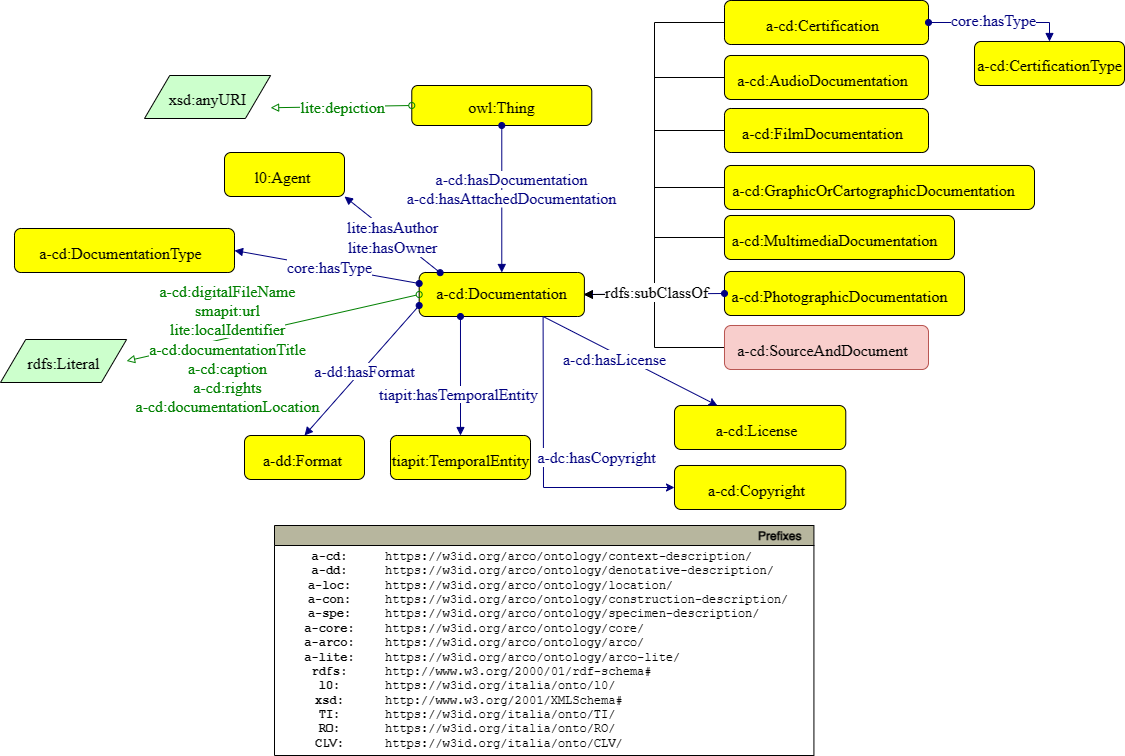 a-cd:Certification
core:hasType
a-cd:CertificationType
a-cd:AudioDocumentation
xsd:anyURI
lite:depiction
owl:Thing
a-cd:FilmDocumentation
l0:Agent
a-cd:hasDocumentation
a-cd:hasAttachedDocumentation
a-cd:GraphicOrCartographicDocumentation
lite:hasAuthor
lite:hasOwner
a-cd:MultimediaDocumentation
a-cd:DocumentationType
core:hasType
a-cd:Documentation
rdfs:subClassOf
a-cd:PhotographicDocumentation
a-cd:digitalFileName
smapit:url
lite:localIdentifier
a-cd:documentationTitle
a-cd:caption
a-cd:rights
a-cd:documentationLocation
rdfs:Literal
a-cd:SourceAndDocument
a-dd:hasFormat
tiapit:hasTemporalEntity
a-cd:hasLicense
a-cd:License
a-dd:Format
tiapit:TemporalEntity
a-dc:hasCopyright
a-cd:Copyright
Prefixes
a-cd: https://w3id.org/arco/ontology/context-description/
a-dd: https://w3id.org/arco/ontology/denotative-description/
a-loc: https://w3id.org/arco/ontology/location/
a-con: https://w3id.org/arco/ontology/construction-description/
a-spe: https://w3id.org/arco/ontology/specimen-description/
a-core: https://w3id.org/arco/ontology/core/
a-arco: https://w3id.org/arco/ontology/arco/
a-lite: https://w3id.org/arco/ontology/arco-lite/
rdfs: http://www.w3.org/2000/01/rdf-schema#
l0: https://w3id.org/italia/onto/l0/
xsd: http://www.w3.org/2001/XMLSchema#
TI: https://w3id.org/italia/onto/TI/
RO: https://w3id.org/italia/onto/RO/
CLV: https://w3id.org/italia/onto/CLV/